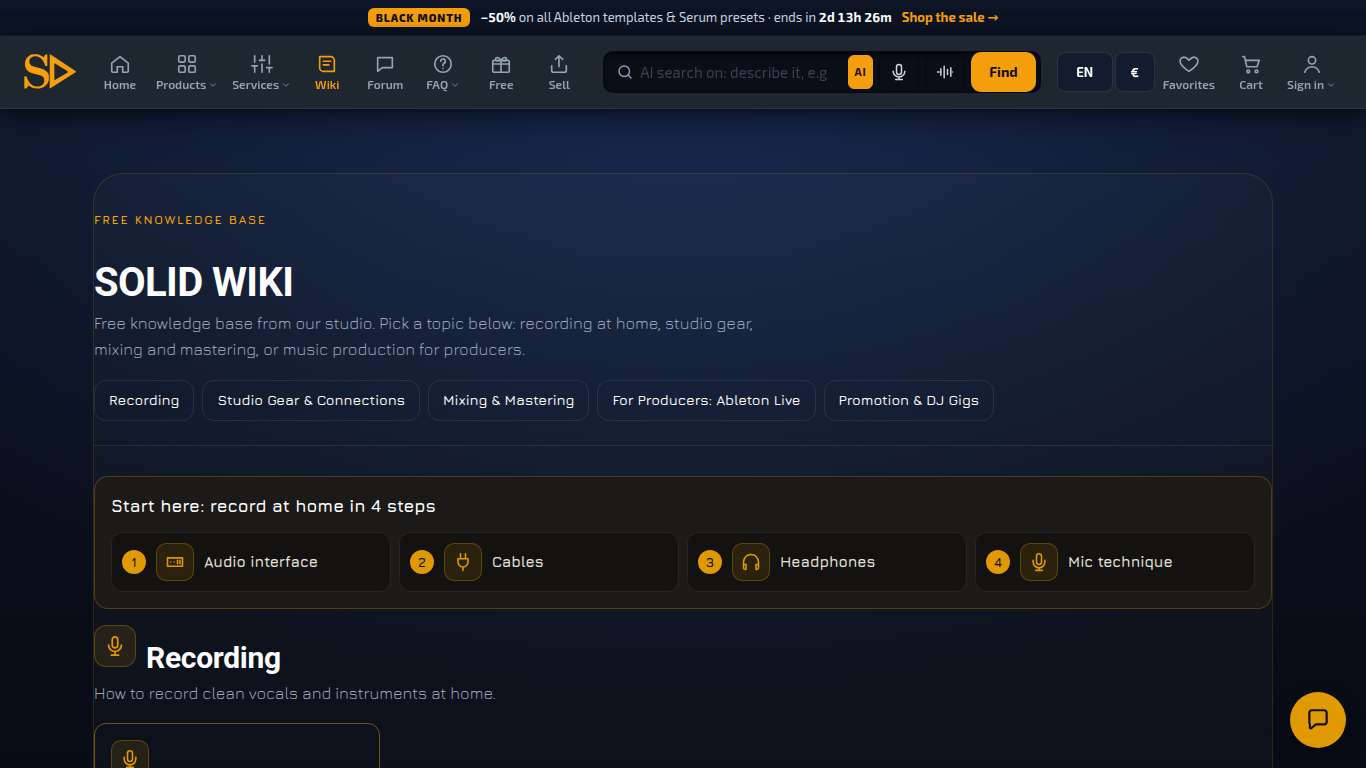 BLACK MONTH −50% on all Ableton templates & Serum presets · ends in 2d 13h 26m Shop the sale →
Home
Products
Services
Wiki
Forum
FAQ
Free
Sell
AI search on: describe it, e.g
AI
Find
EN
€
Favorites
Cart
Sign in
FREE KNOWLEDGE BASE
SOLID WIKI
Free knowledge base from our studio. Pick a topic below: recording at home, studio gear,
mixing and mastering, or music production for producers.
Recording
Studio Gear & Connections
Mixing & Mastering
For Producers: Ableton Live
Promotion & DJ Gigs
Start here: record at home in 4 steps
1 Audio interface
2 Cables
3 Headphones
4 Mic technique
Recording
How to record clean vocals and instruments at home.